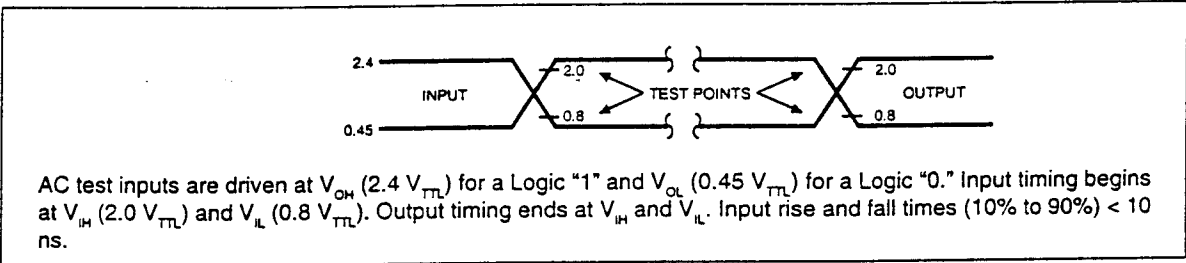 2.4
2.0
2.0
INPUT
TEST POINTS
OUTPUT
0.8
0.8
0.45
AC test inputs are driven at VOH (2.4 VTTL) for a Logic "1" and VOL (0.45 VTTL) for a Logic "0." Input timing begins
at VIH (2.0 VTTL) and VIL (0.8 VTTL). Output timing ends at VIH and VIL. Input rise and fall times (10% to 90%) < 10
ns.